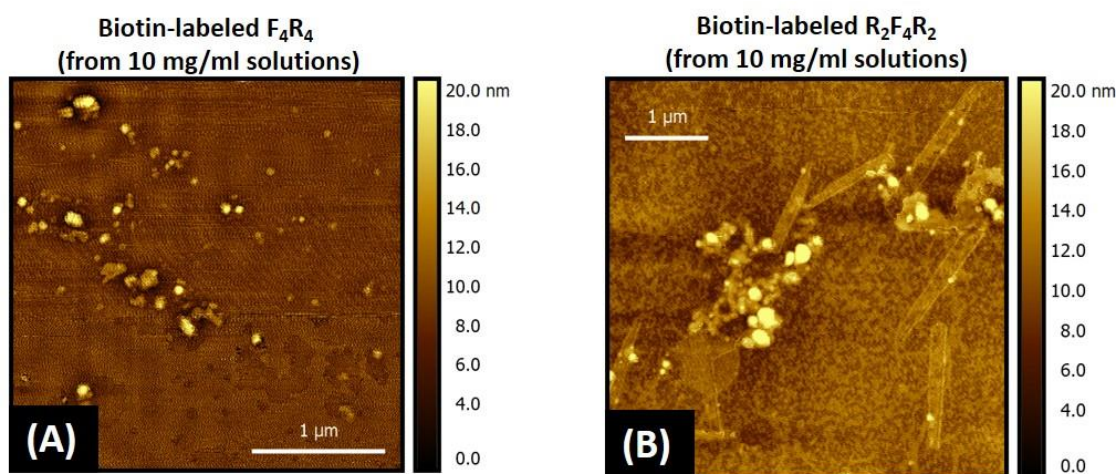 Biotin-labeled F₄R₄
(from 10 mg/ml solutions)
20.0 nm
18.0
16.0
14.0
12.0
10.0
8.0
6.0
4.0
0.0
1 µm
(A)
Biotin-labeled R₂F₄R₂
(from 10 mg/ml solutions)
1 µm
20.0 nm
18.0
16.0
14.0
12.0
10.0
8.0
6.0
4.0
0.0
(B)